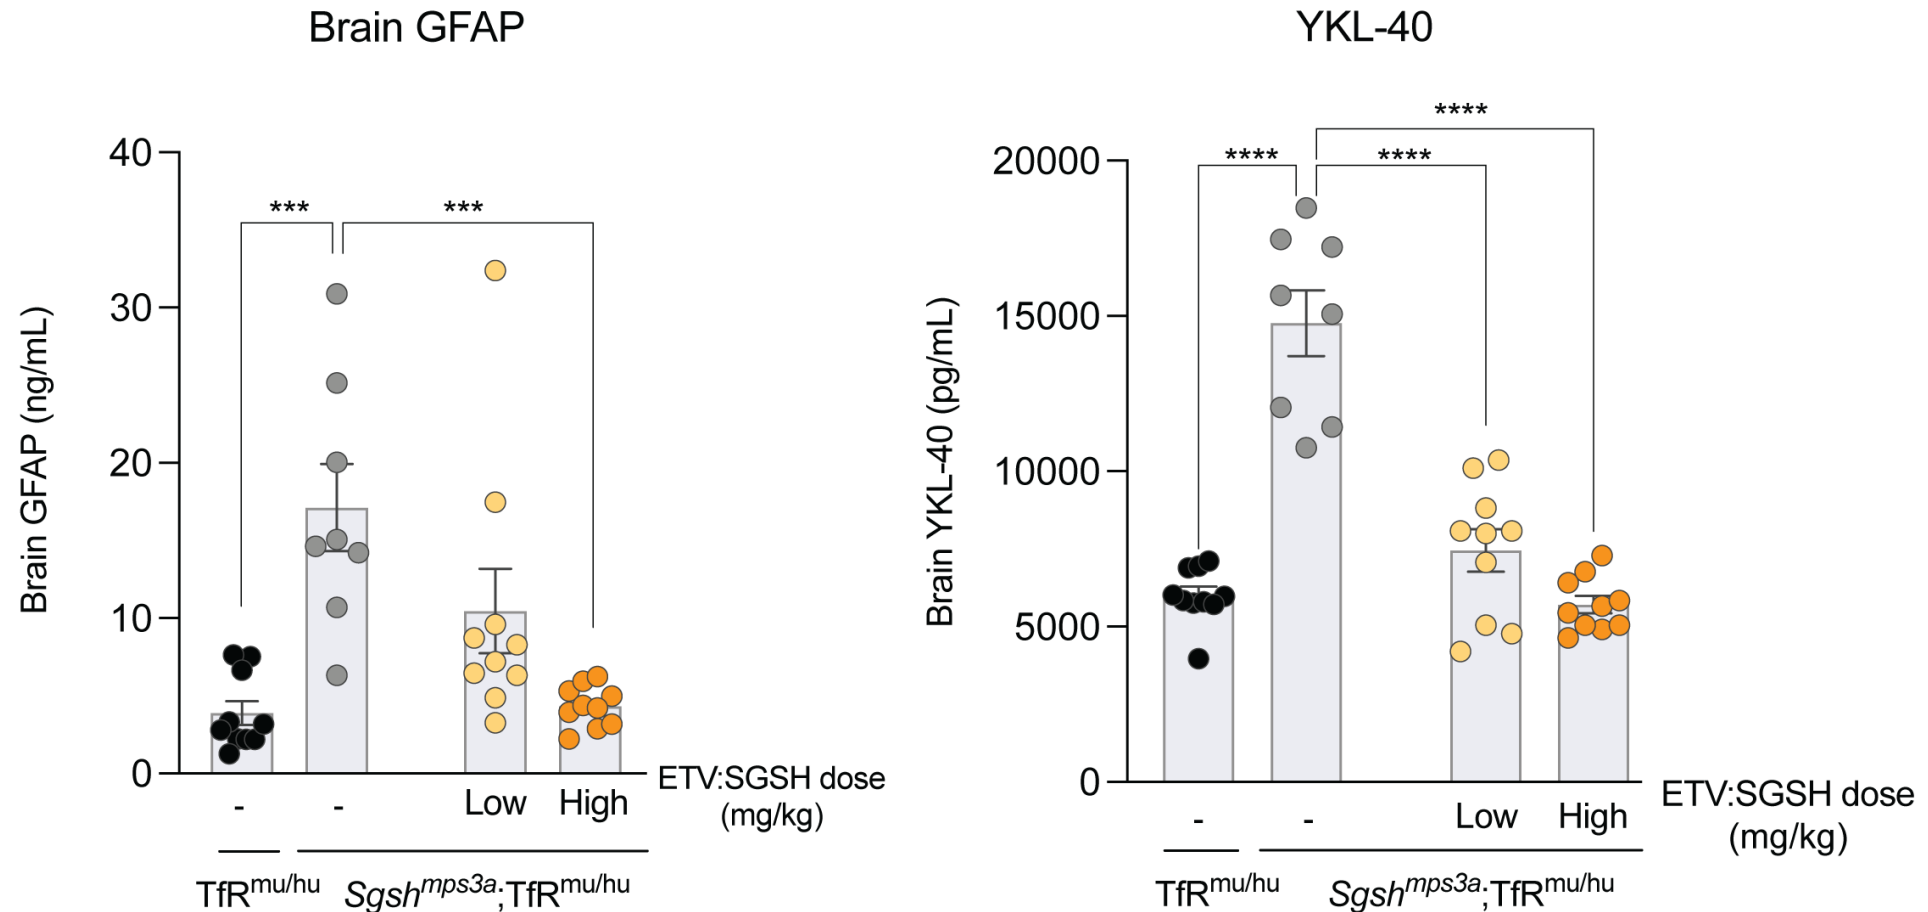 Brain GFAP
Brain GFAP (ng/mL)
40
30
20
10
0
***
***
-
-
Low
High
ETV:SGSH dose
(mg/kg)
TfRmu/hu
Sgshmps3a;TfRmu/hu
YKL-40
Brain YKL-40 (pg/mL)
20000
15000
10000
5000
0
****
****
****
-
-
Low
High
ETV:SGSH dose
(mg/kg)
TfRmu/hu
Sgshmps3a;TfRmu/hu